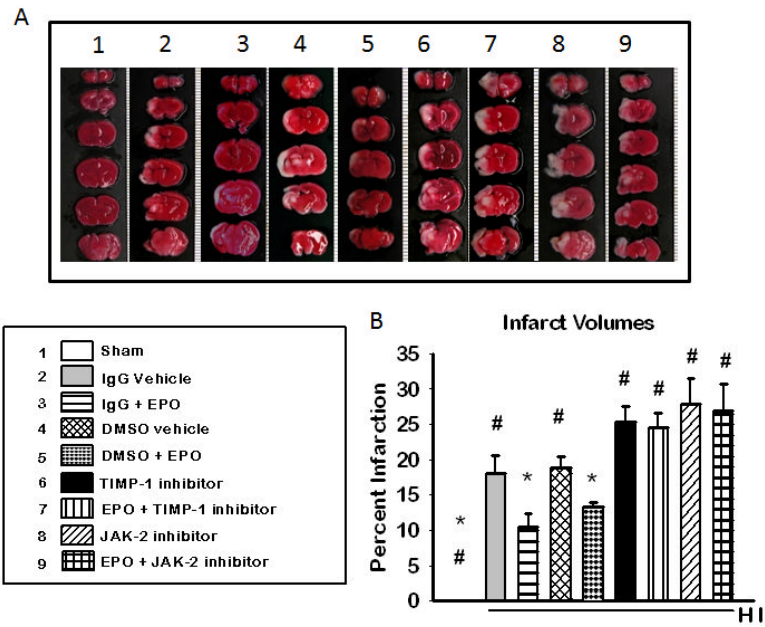 A
1 2 3 4 5 6 7 8 9
1 Sham
2 IgG Vehicle
3 IgG + EPO
4 DMSO vehicle
5 DMSO + EPO
6 TIMP-1 inhibitor
7 EPO + TIMP-1 inhibitor
8 JAK-2 inhibitor
9 EPO + JAK-2 inhibitor
B
Infarct Volumes
Percent Infarction
35
30
25
20
15
10
5
0
* #
# * # * # # # #
HI